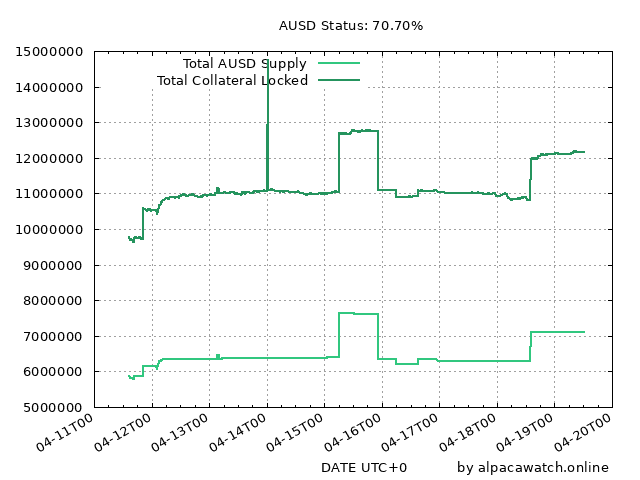 AUSD Status: 70.70%
Total AUSD Supply
Total Collateral Locked
15000000
14000000
13000000
12000000
11000000
10000000
9000000
8000000
7000000
6000000
5000000
04-11T00
04-12T00
04-13T00
04-14T00
04-15T00
04-16T00
04-17T00
04-18T00
04-19T00
04-20T00
DATE UTC+0
by alpacawatch.online